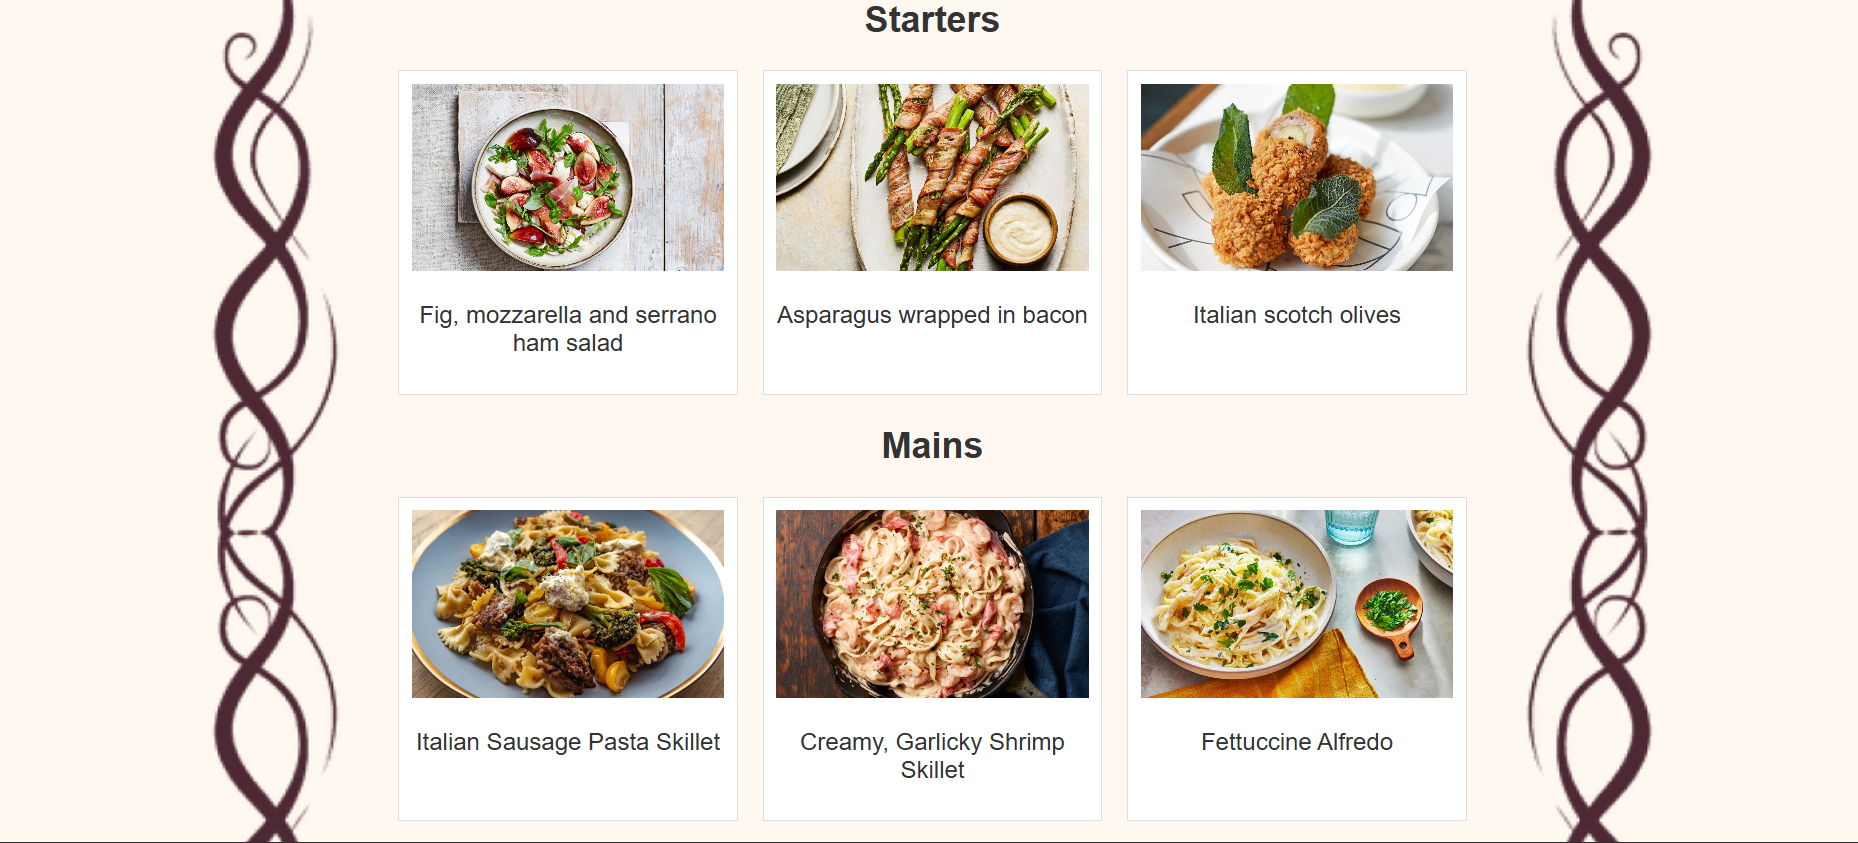 Starters
Fig, mozzarella and serrano
ham salad
Asparagus wrapped in bacon
Italian scotch olives
Mains
Italian Sausage Pasta Skillet
Creamy, Garlicky Shrimp
Skillet
Fettuccine Alfredo